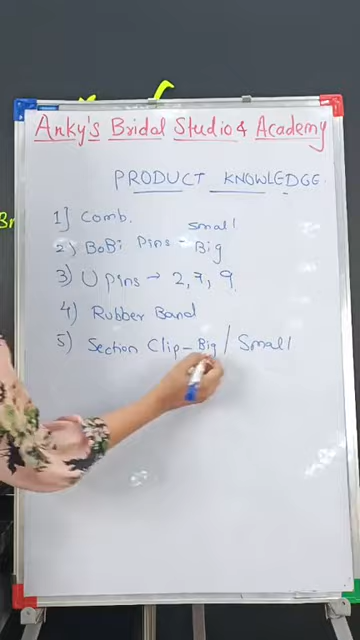 Anky's Bridal Studio & Academy
PRODUCT KNOWLEDGE.
1] Comb.
small
2) BoBi Pins - Big
3) U pins → 2, 7, 9
4) Rubber Band
5) Section Clip - Big / Small